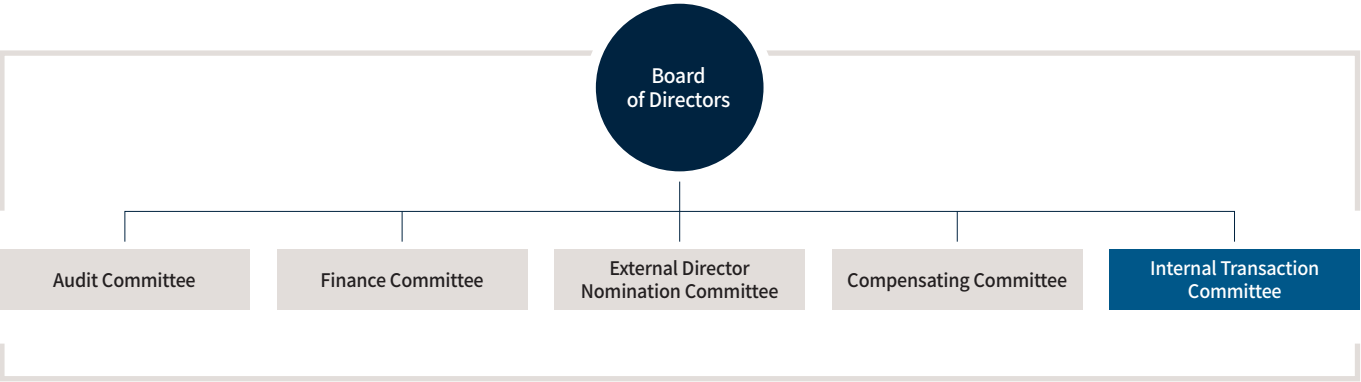 Board
of Directors
Audit Committee
Finance Committee
External Director
Nomination Committee
Compensating Committee
Internal Transaction
Committee